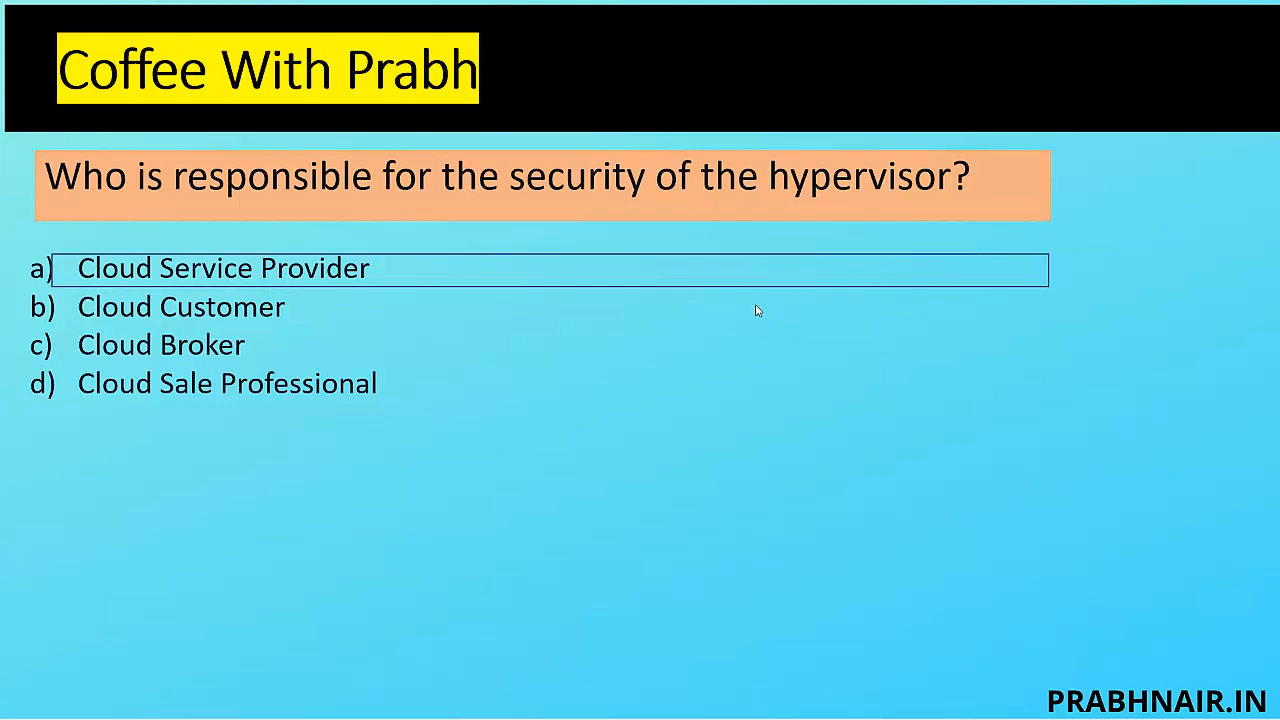 Coffee With Prabh
Who is responsible for the security of the hypervisor?
a) Cloud Service Provider
b) Cloud Customer
c) Cloud Broker
d) Cloud Sale Professional
PRABHNAIR.IN